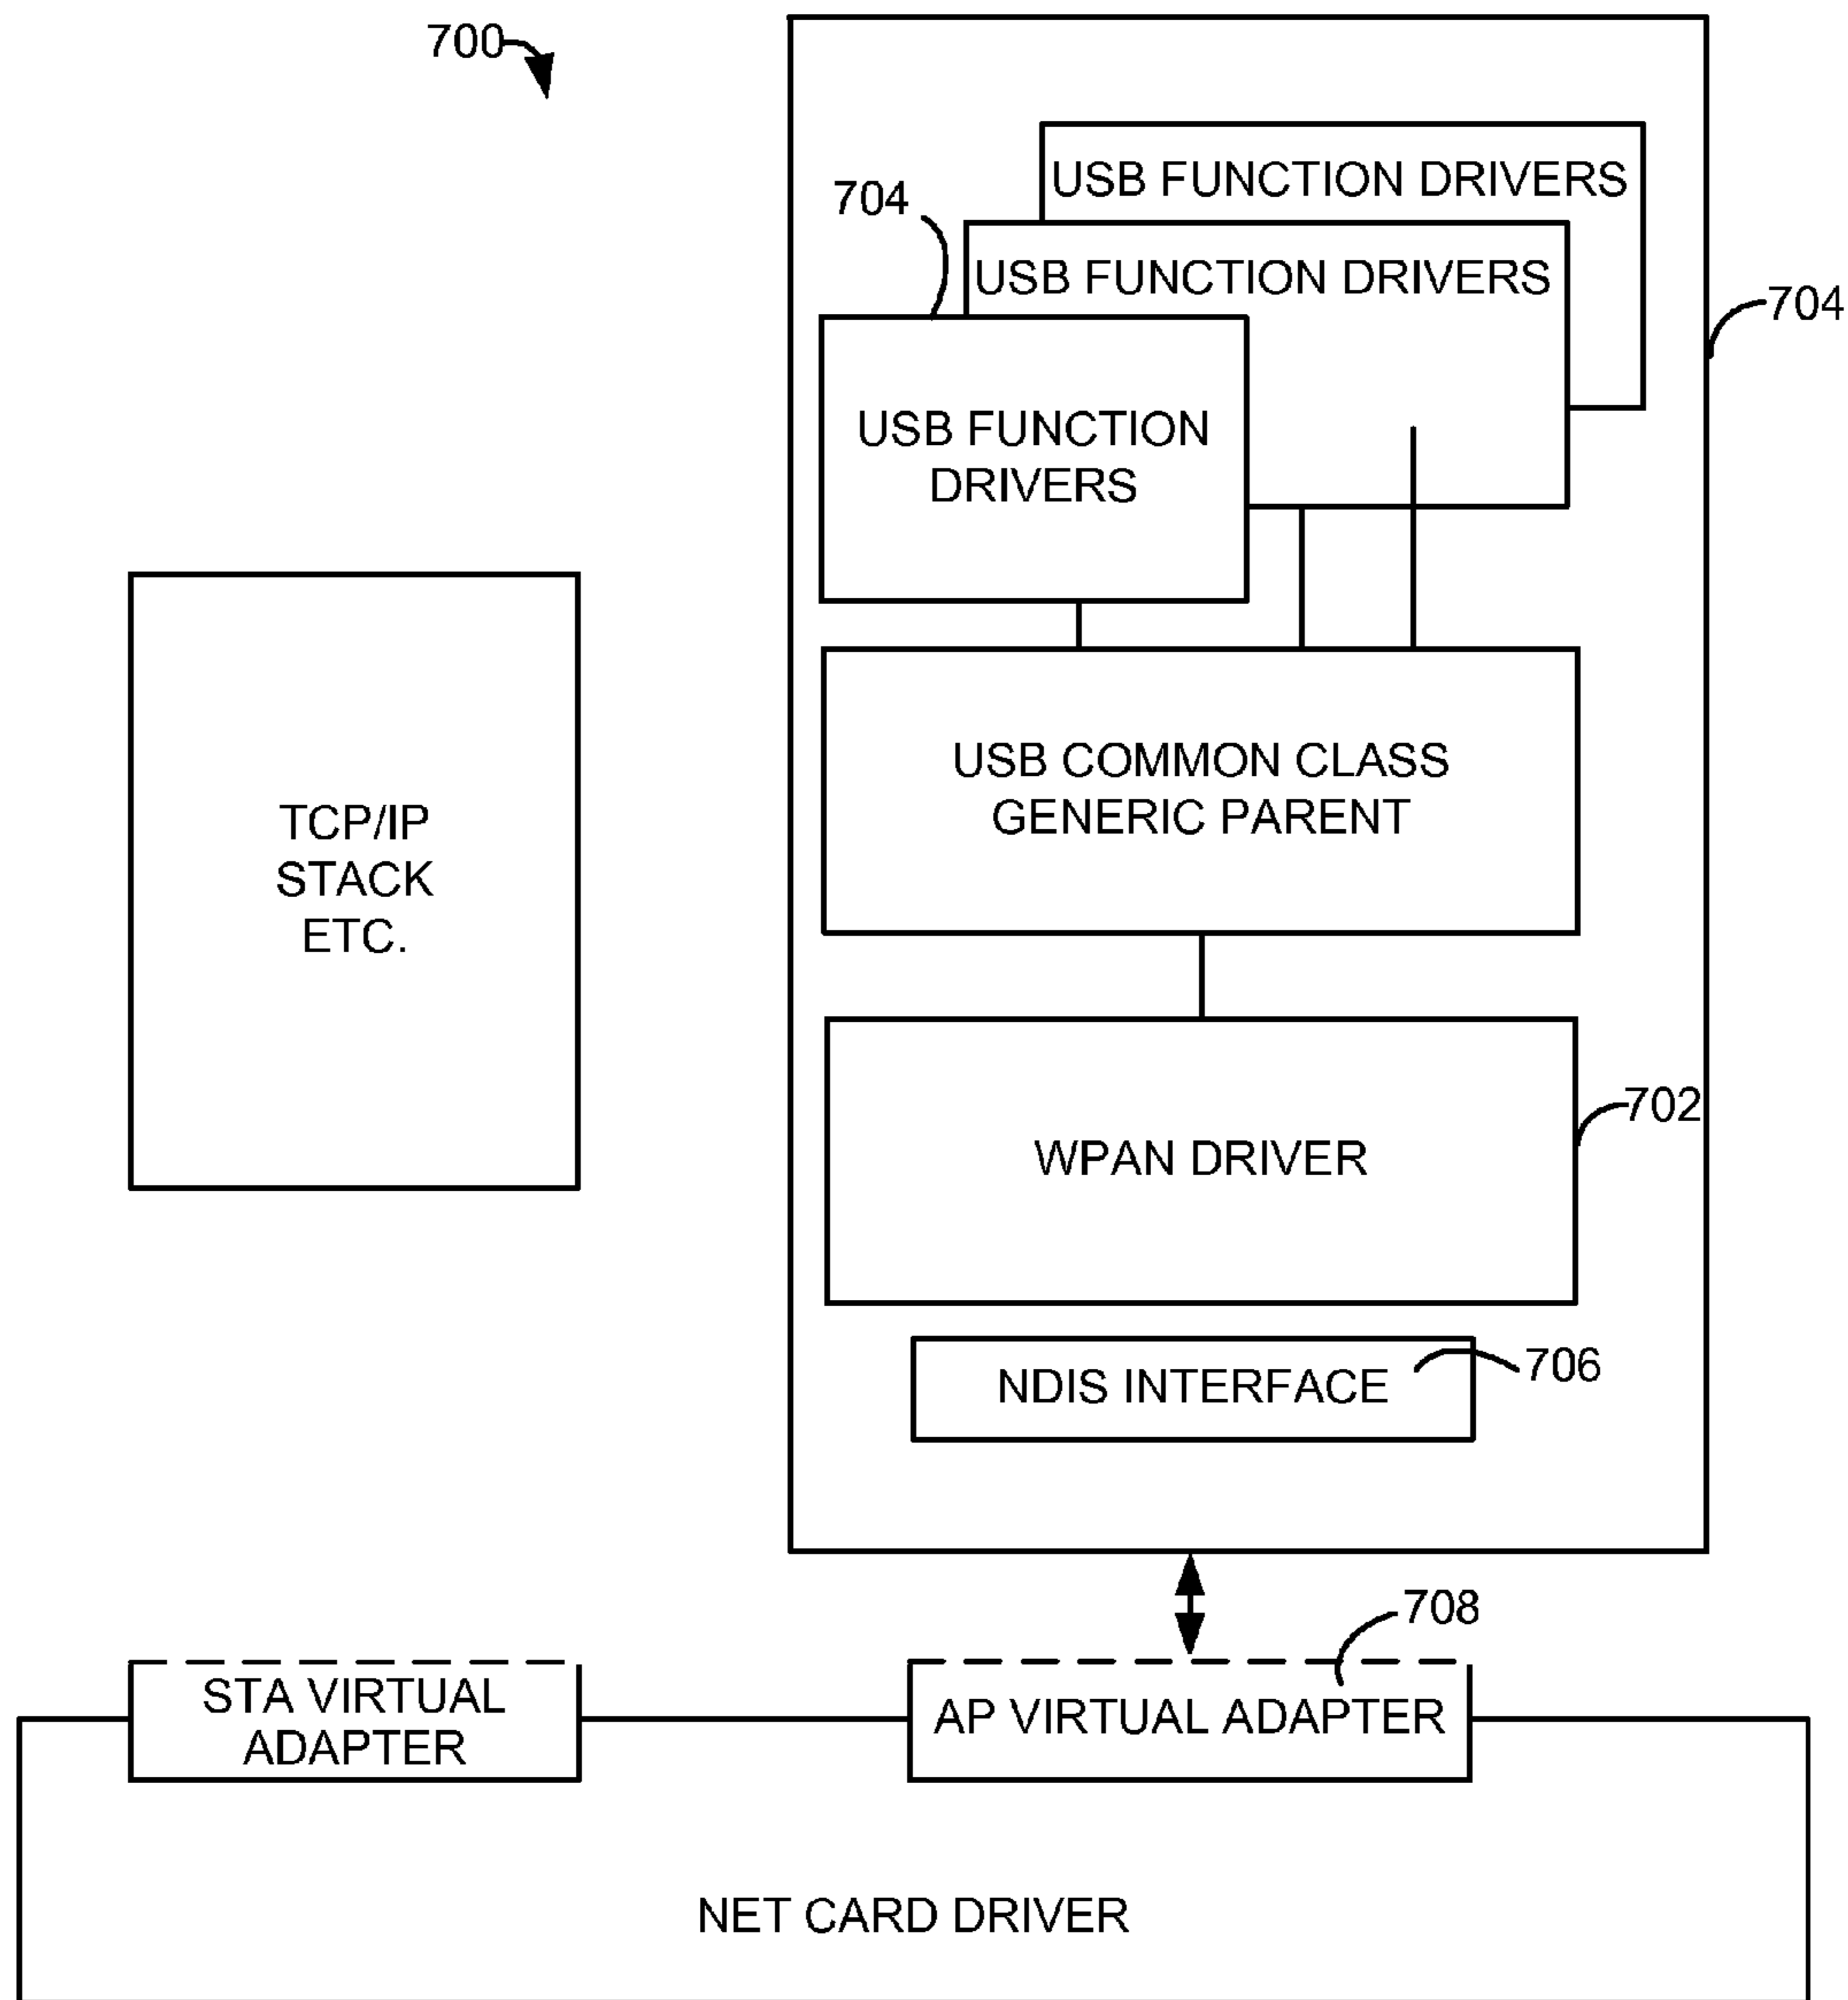 700
USB FUNCTION DRIVERS
704
USB FUNCTION DRIVERS
704
USB FUNCTION
DRIVERS
USB COMMON CLASS
GENERIC PARENT
TCP/IP
STACK
ETC.
702
WPAN DRIVER
NDIS INTERFACE
706
708
STA VIRTUAL
ADAPTER
AP VIRTUAL ADAPTER
NET CARD DRIVER